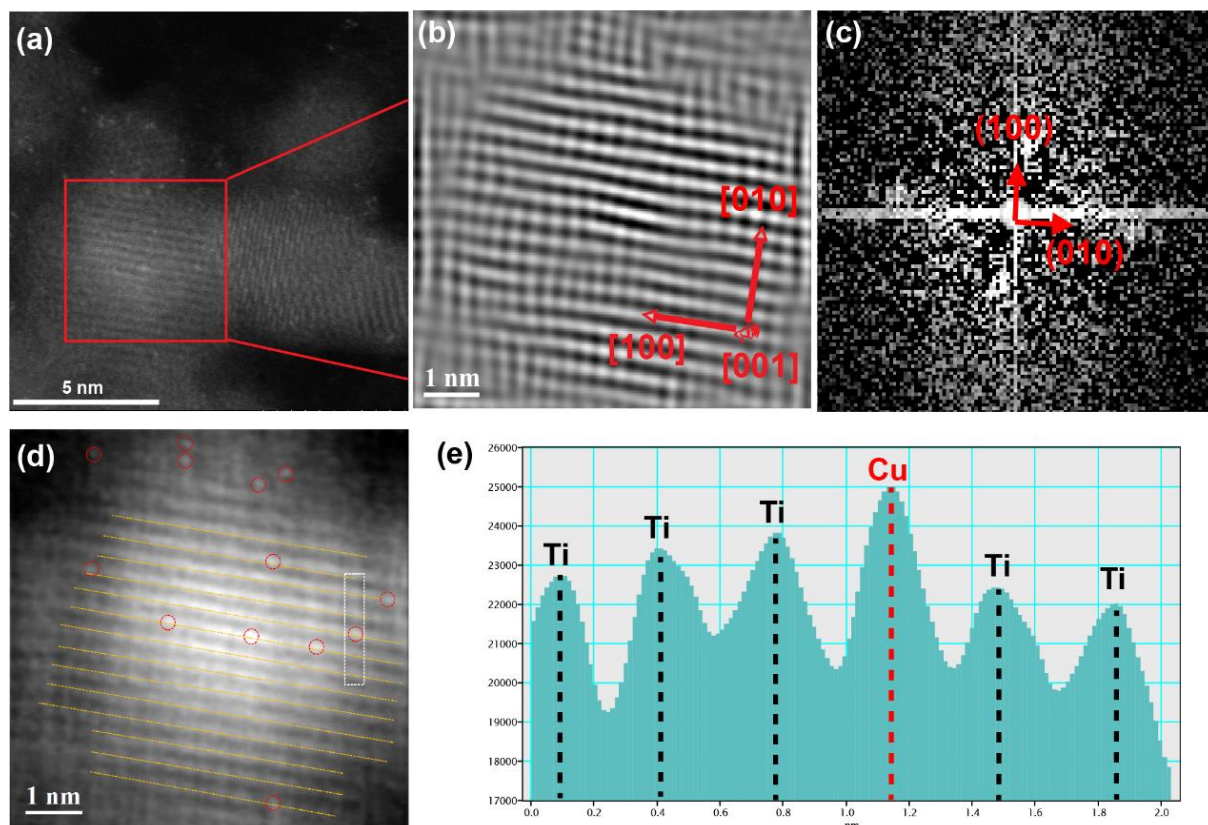 (a)
5 nm
(b)
[010]
[100]
[001]
1 nm
(c)
(100)
(010)
(d)
1 nm
(e)
26000
25000
24000
23000
22000
21000
20000
19000
18000
17000
Ti
Ti
Ti
Cu
Ti
Ti
0.0 0.2 0.4 0.6 0.8 1.0 1.2 1.4 1.6 1.8 2.0
nm